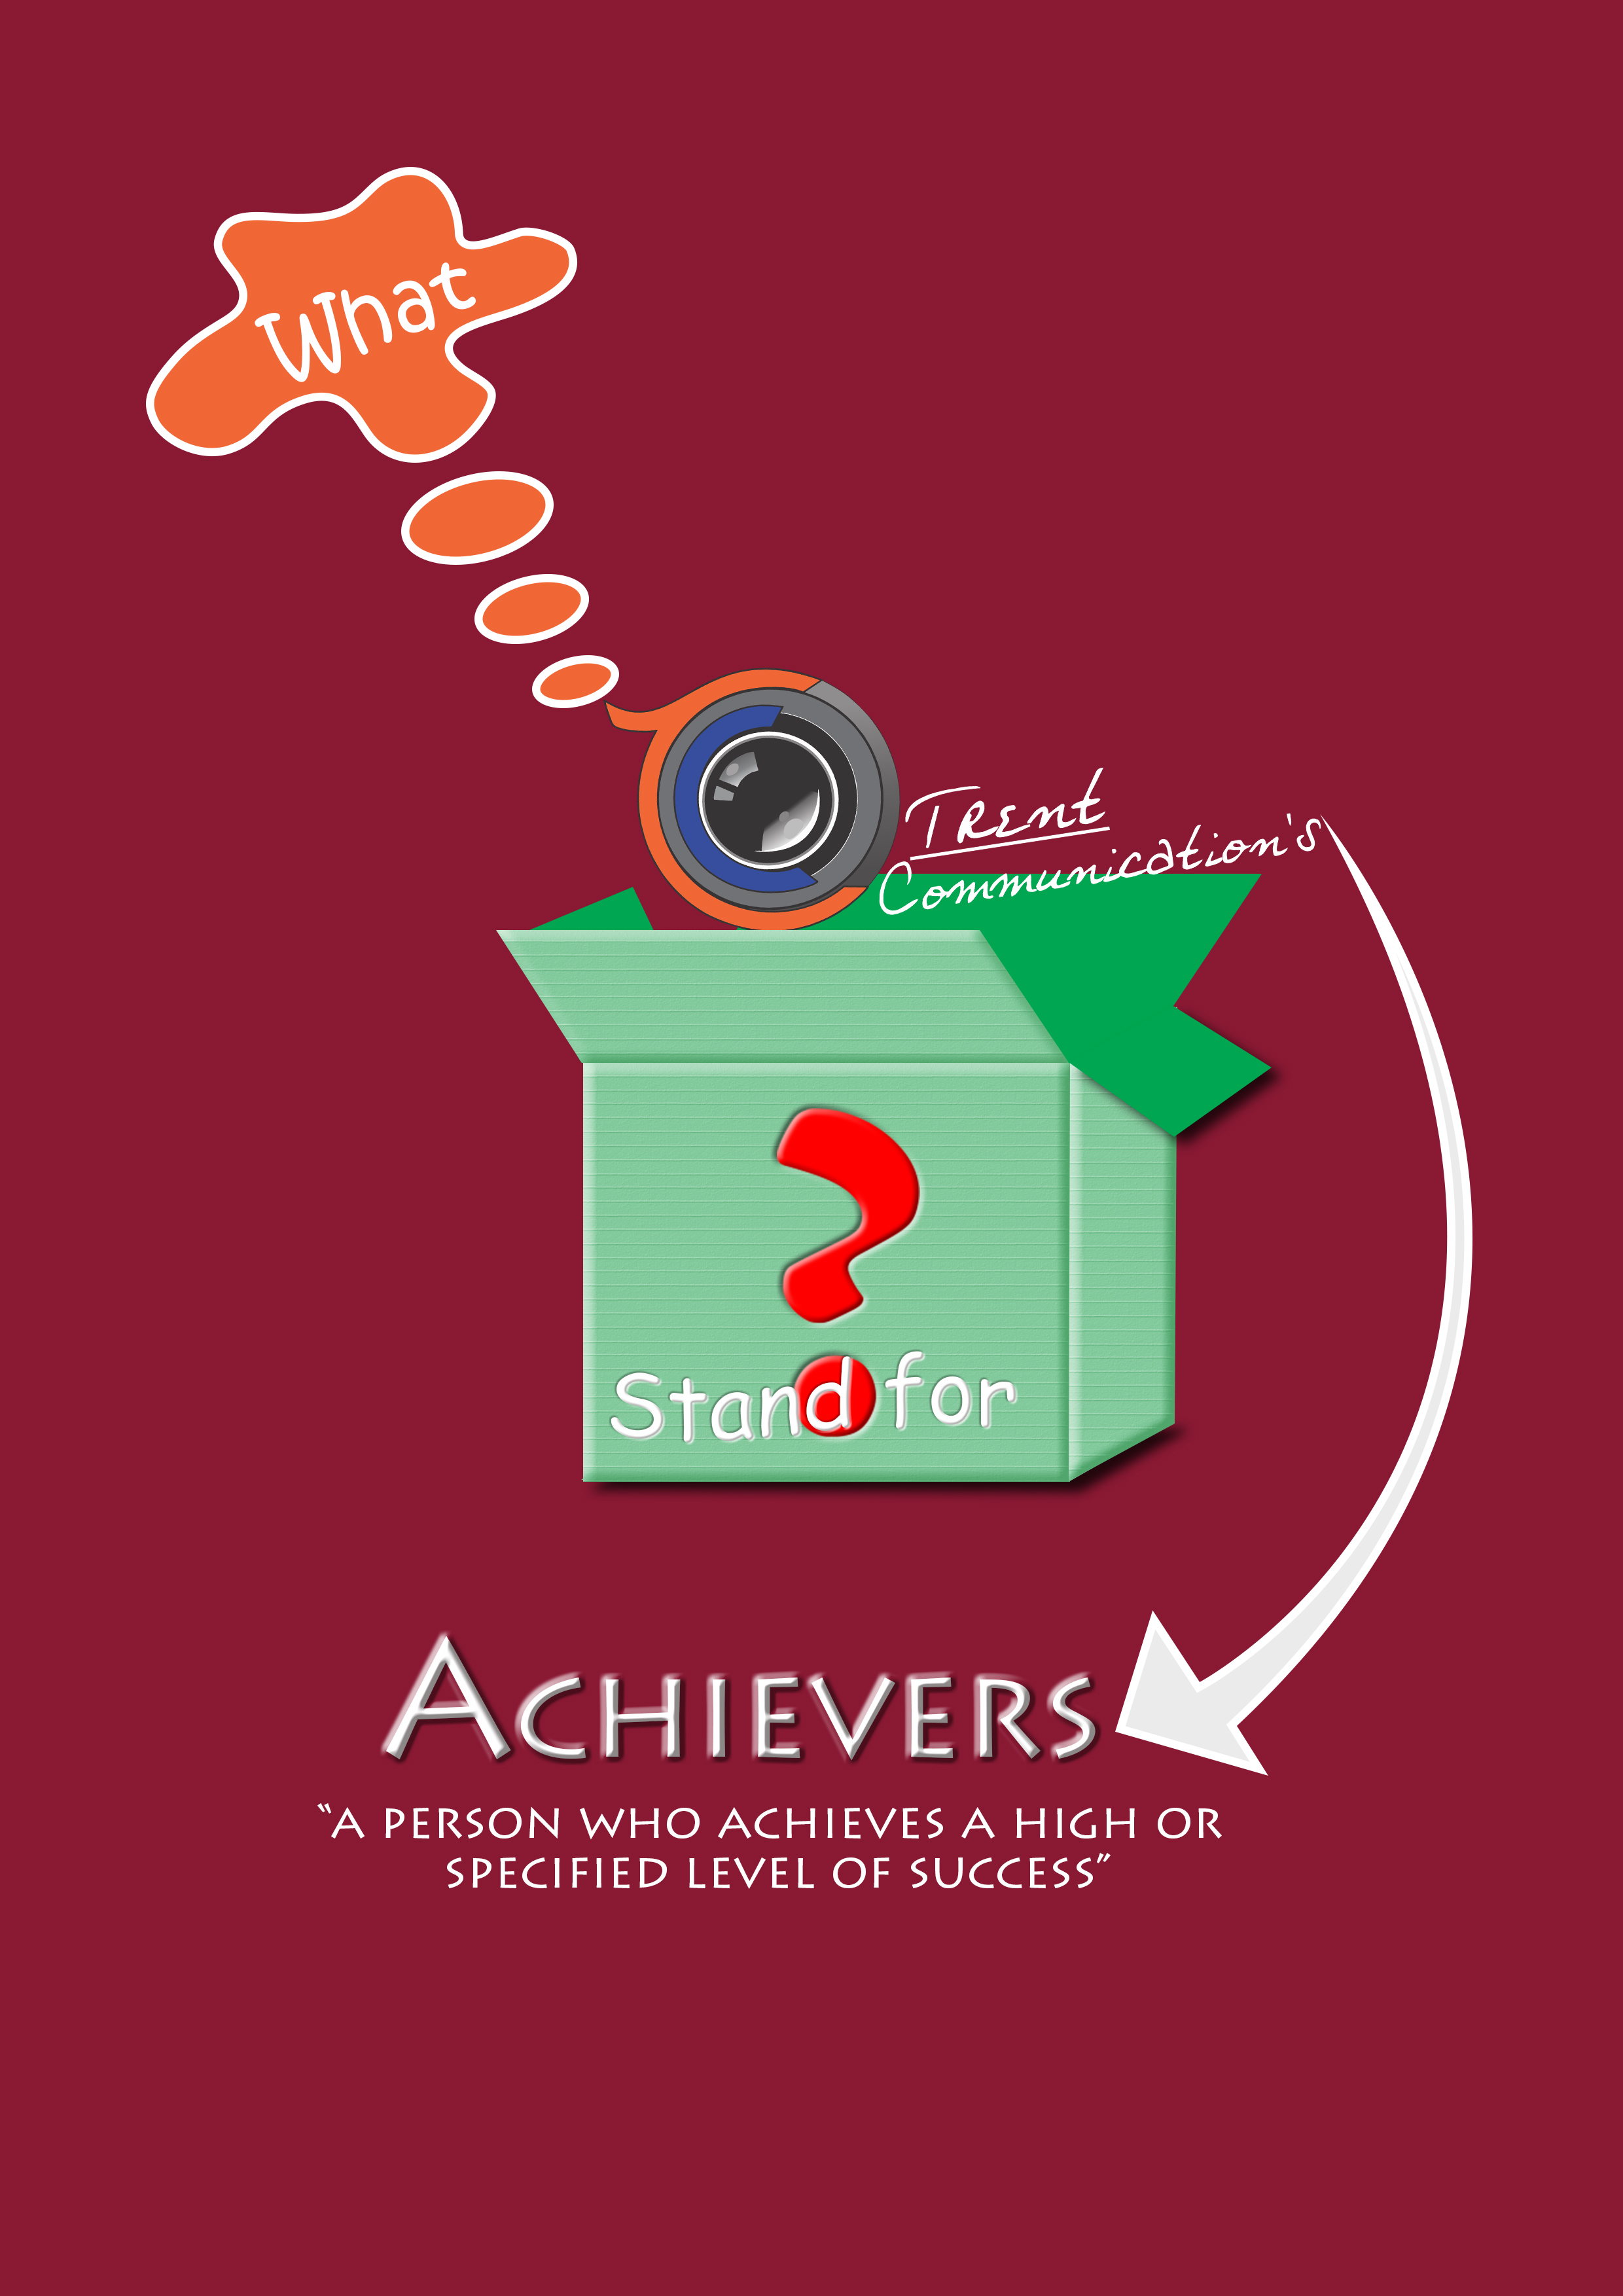 What
Trent
Communication's
?
Stand for
ACHIEVERS
“A PERSON WHO ACHIEVES A HIGH OR
SPECIFIED LEVEL OF SUCCESS”